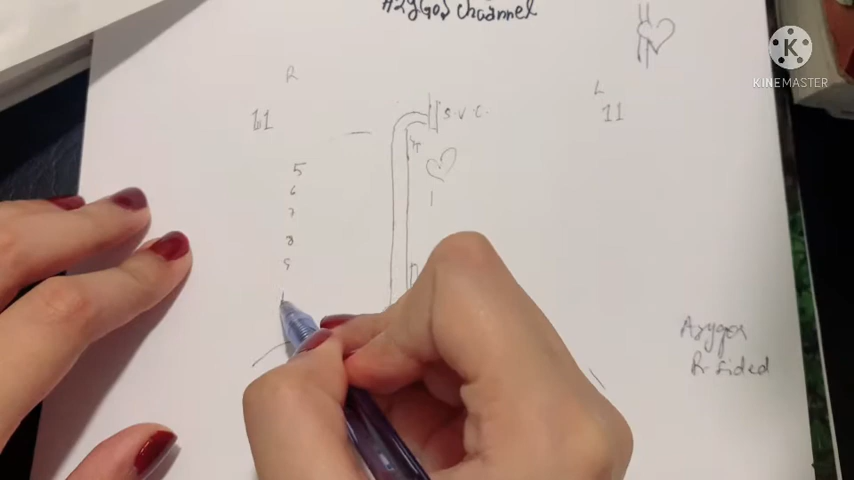 Azygos Channel
R
L
11
S.V.C.
11
5
6
7
8
9
Azygos
R-sided
KINEMASTER